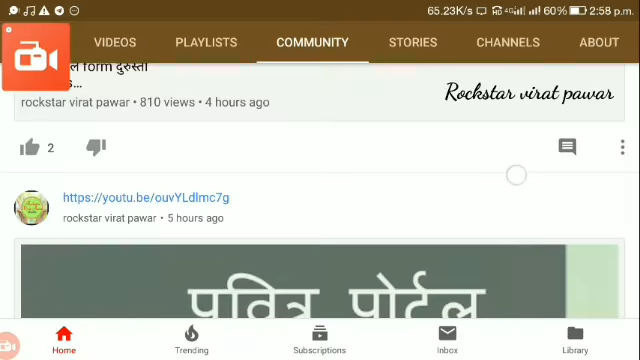 65.23K/s 4G 60% 2:58 p.m.
VIDEOS PLAYLISTS COMMUNITY STORIES CHANNELS ABOUT
form दुरुस्ती
rockstar virat pawar • 810 views • 4 hours ago
Rockstar virat pawar
2
https://youtu.be/ouvYLdlmc7g
rockstar virat pawar • 5 hours ago
पवित्र पोर्टल
Home Trending Subscriptions Inbox Library